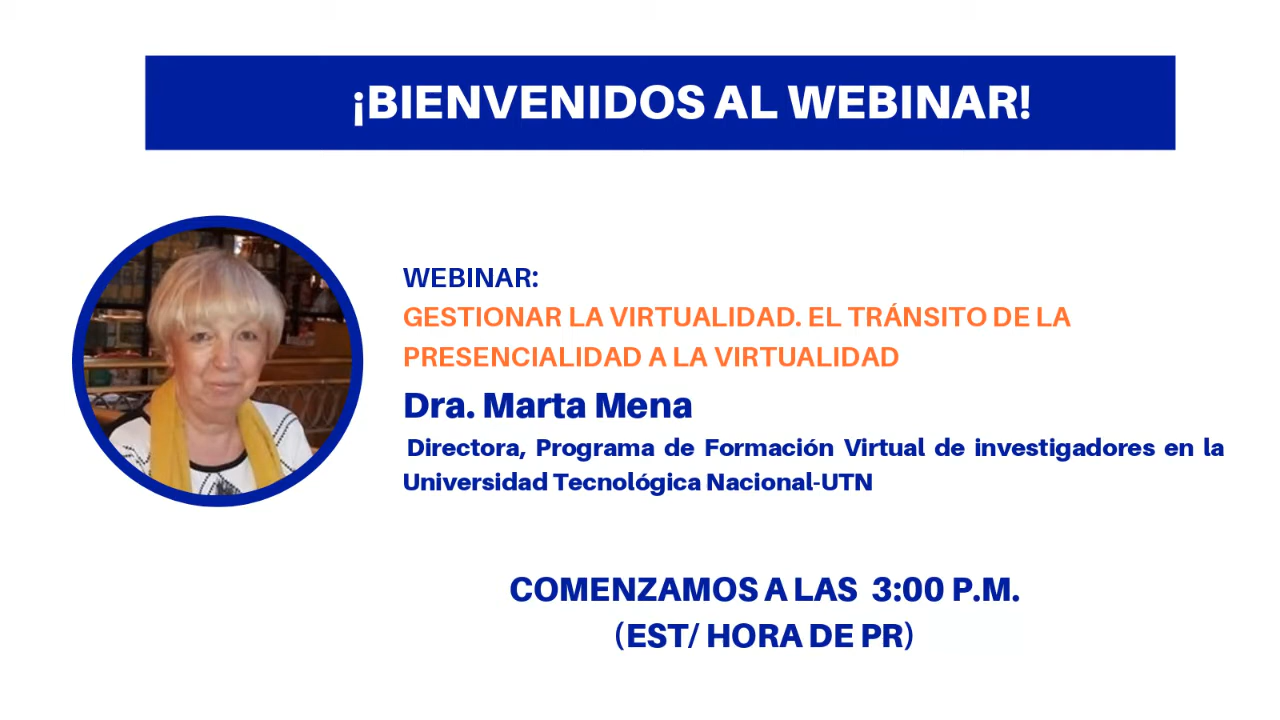 ¡BIENVENIDOS AL WEBINAR!
WEBINAR:
GESTIONAR LA VIRTUALIDAD. EL TRÁNSITO DE LA
PRESENCIALIDAD A LA VIRTUALIDAD
Dra. Marta Mena
Directora, Programa de Formación Virtual de investigadores en la
Universidad Tecnológica Nacional-UTN
COMENZAMOS A LAS 3:00 P.M.
(EST/ HORA DE PR)